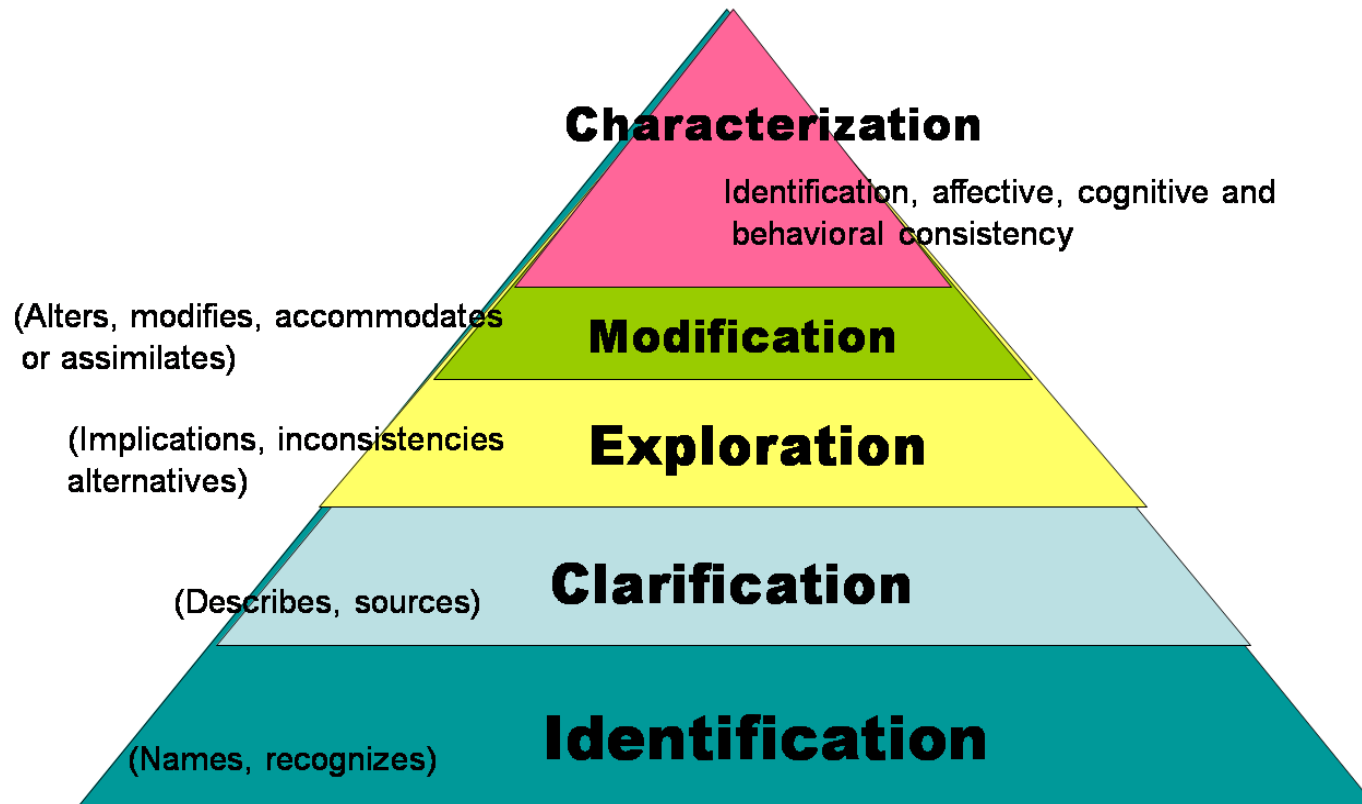 Characterization
Identification, affective, cognitive and
behavioral consistency
(Alters, modifies, accommodates
or assimilates)
Modification
(Implications, inconsistencies
alternatives)
Exploration
(Describes, sources)
Clarification
(Names, recognizes)
Identification